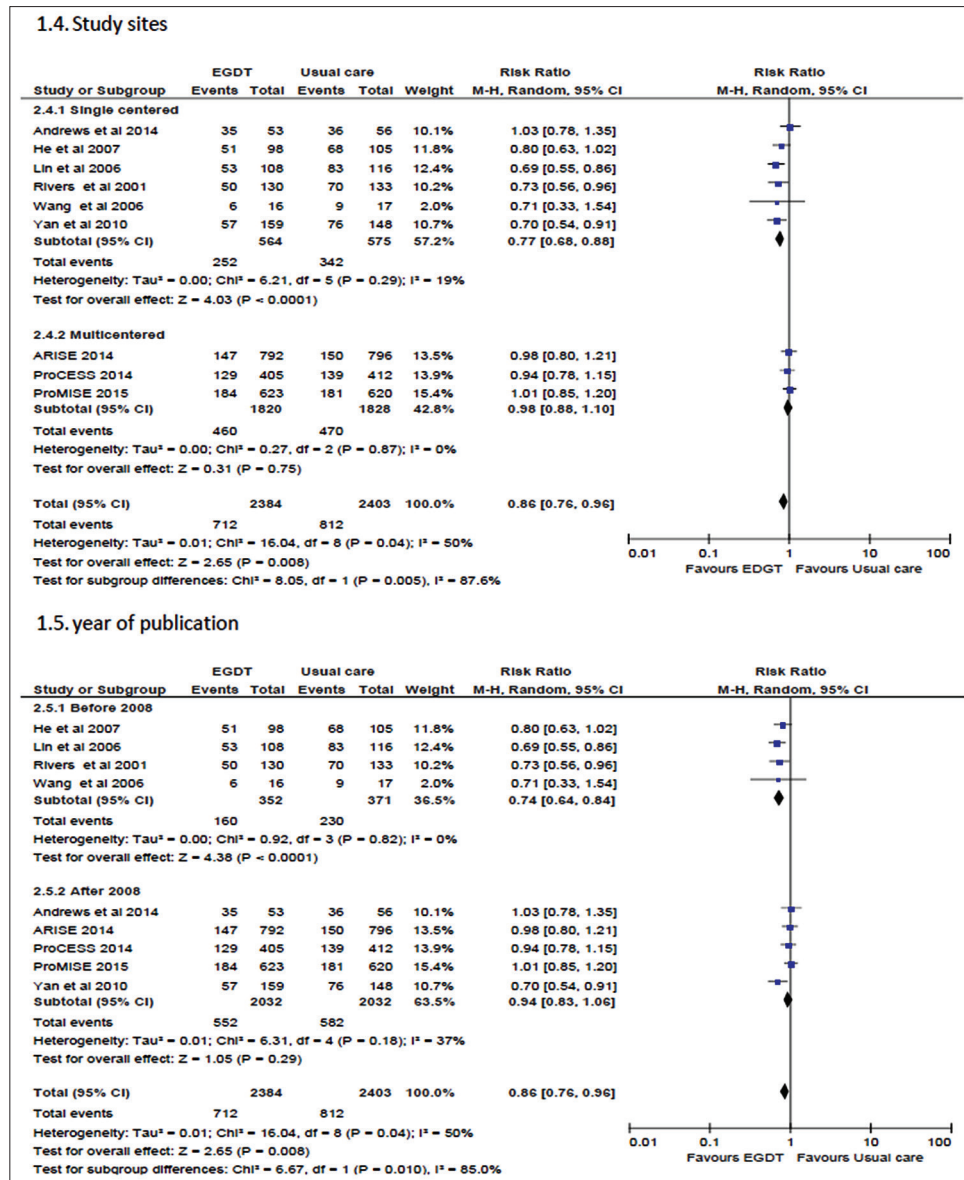 1.4. Study sites
EGDT Usual care Risk Ratio Risk Ratio
Study or Subgroup Events Total Events Total Weight M-H, Random, 95% CI M-H, Random, 95% CI
2.4.1 Single centered
Andrews et al 2014 35 53 36 56 10.1% 1.03 [0.78, 1.35]
He et al 2007 51 98 68 105 11.8% 0.80 [0.63, 1.02]
Lin et al 2006 53 108 83 116 12.4% 0.69 [0.55, 0.86]
Rivers et al 2001 50 130 70 133 10.2% 0.73 [0.56, 0.96]
Wang et al 2006 6 16 9 17 2.0% 0.71 [0.33, 1.54]
Yan et al 2010 57 159 76 148 10.7% 0.70 [0.54, 0.91]
Subtotal (95% CI) 564 575 57.2% 0.77 [0.68, 0.88]
Total events 252 342
Heterogeneity: Tau² = 0.00; Chi² = 6.21, df = 5 (P = 0.29); I² = 19%
Test for overall effect: Z = 4.03 (P < 0.0001)
2.4.2 Multicentered
ARISE 2014 147 792 150 796 13.5% 0.98 [0.80, 1.21]
ProCESS 2014 129 405 139 412 13.9% 0.94 [0.78, 1.15]
ProMISE 2015 184 623 181 620 15.4% 1.01 [0.85, 1.20]
Subtotal (95% CI) 1820 1828 42.8% 0.98 [0.88, 1.10]
Total events 460 470
Heterogeneity: Tau² = 0.00; Chi² = 0.27, df = 2 (P = 0.87); I² = 0%
Test for overall effect: Z = 0.31 (P = 0.75)
Total (95% CI) 2384 2403 100.0% 0.86 [0.76, 0.96]
Total events 712 812
Heterogeneity: Tau² = 0.01; Chi² = 16.04, df = 8 (P = 0.04); I² = 50%
Test for overall effect: Z = 2.65 (P = 0.008)
Test for subgroup differences: Chi² = 8.05, df = 1 (P = 0.005), I² = 87.6%
0.01 0.1 1 10 100
Favours EDGT Favours Usual care
1.5. year of publication
EGDT Usual care Risk Ratio Risk Ratio
Study or Subgroup Events Total Events Total Weight M-H, Random, 95% CI M-H, Random, 95% CI
2.5.1 Before 2008
He et al 2007 51 98 68 105 11.8% 0.80 [0.63, 1.02]
Lin et al 2006 53 108 83 116 12.4% 0.69 [0.55, 0.86]
Rivers et al 2001 50 130 70 133 10.2% 0.73 [0.56, 0.96]
Wang et al 2006 6 16 9 17 2.0% 0.71 [0.33, 1.54]
Subtotal (95% CI) 352 371 36.5% 0.74 [0.64, 0.84]
Total events 160 230
Heterogeneity: Tau² = 0.00; Chi² = 0.92, df = 3 (P = 0.82); I² = 0%
Test for overall effect: Z = 4.38 (P < 0.0001)
2.5.2 After 2008
Andrews et al 2014 35 53 36 56 10.1% 1.03 [0.78, 1.35]
ARISE 2014 147 792 150 796 13.5% 0.98 [0.80, 1.21]
ProCESS 2014 129 405 139 412 13.9% 0.94 [0.78, 1.15]
ProMISE 2015 184 623 181 620 15.4% 1.01 [0.85, 1.20]
Yan et al 2010 57 159 76 148 10.7% 0.70 [0.54, 0.91]
Subtotal (95% CI) 2032 2032 63.5% 0.94 [0.83, 1.06]
Total events 552 582
Heterogeneity: Tau² = 0.01; Chi² = 6.31, df = 4 (P = 0.18); I² = 37%
Test for overall effect: Z = 1.05 (P = 0.29)
Total (95% CI) 2384 2403 100.0% 0.86 [0.76, 0.96]
Total events 712 812
Heterogeneity: Tau² = 0.01; Chi² = 16.04, df = 8 (P = 0.04); I² = 50%
Test for overall effect: Z = 2.65 (P = 0.008)
Test for subgroup differences: Chi² = 6.67, df = 1 (P = 0.010), I² = 85.0%
0.01 0.1 1 10 100
Favours EGDT Favours Usual care